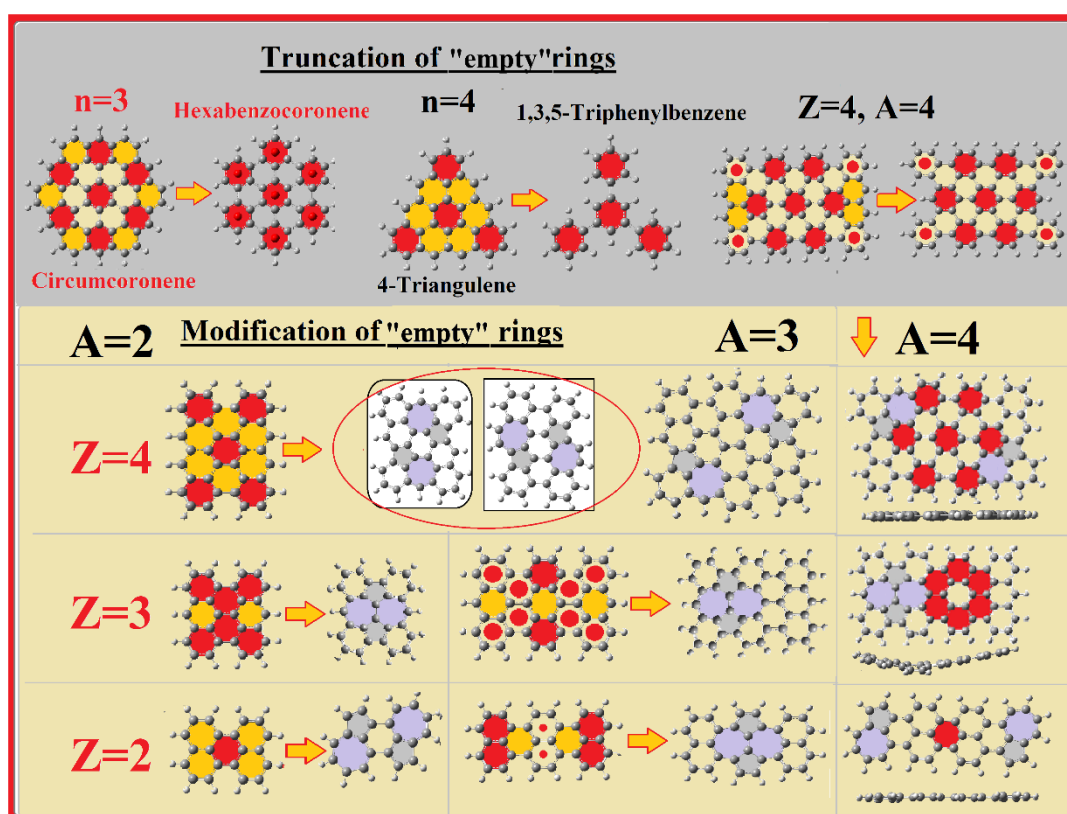 Truncation of "empty"rings
n=3
Hexabenzocoronene
n=4
1,3,5-Triphenylbenzene
Z=4, A=4
Circumcoronene
4-Triangulene
A=2
Modification of "empty" rings
A=3
A=4
Z=4
Z=3
Z=2